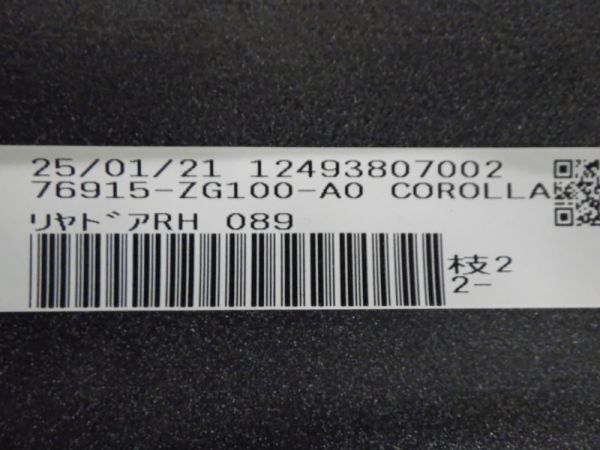 25/01/21 12493807002
76915-ZG100-A0 COROLLA
ﾘﾔﾄﾞｱRH 089
枝2
2-